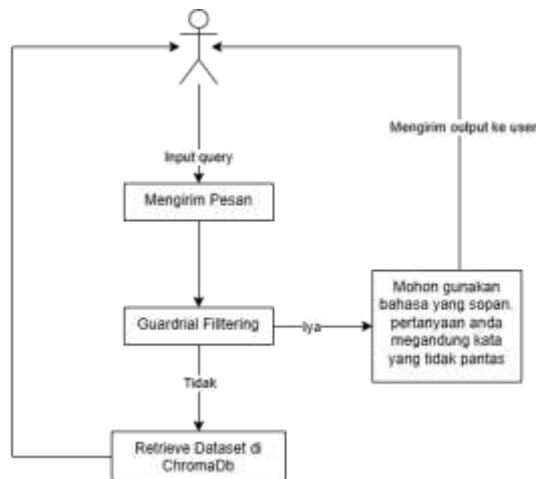 Mengirim output ke user
Input query
Mengirim Pesan
Mohon gunakan
bahasa yang sopan.
pertanyaan anda
megandung kata
yang tidak pantas
Guardrial Filltering
Iya
Tidak
Retrieve Dataset di
ChromaDb